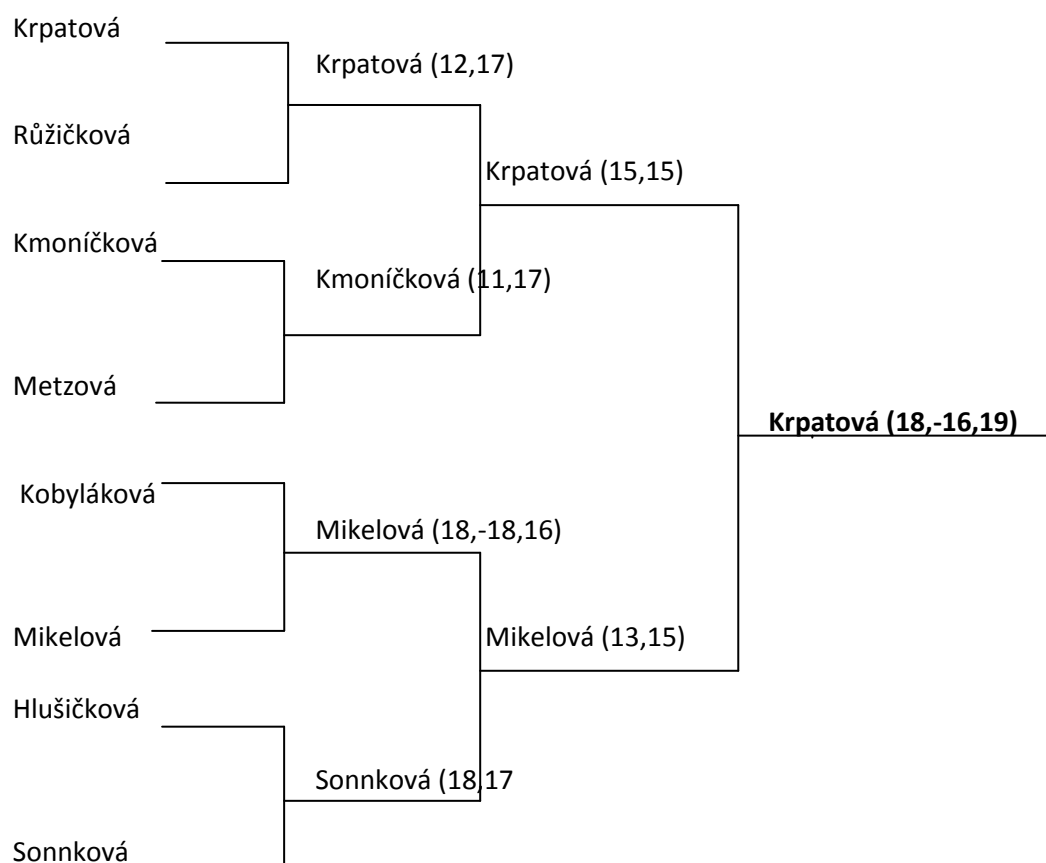 Krpatová
Krpatová (12,17)
Růžičková
Krpatová (15,15)
Kmoníčková
Kmoníčková (11,17)
Metzová
Krpatová (18,-16,19)
Kobyláková
Mikelová (18,-18,16)
Mikelová
Mikelová (13,15)
Hlušičková
Sonnková (18,17
Sonnková